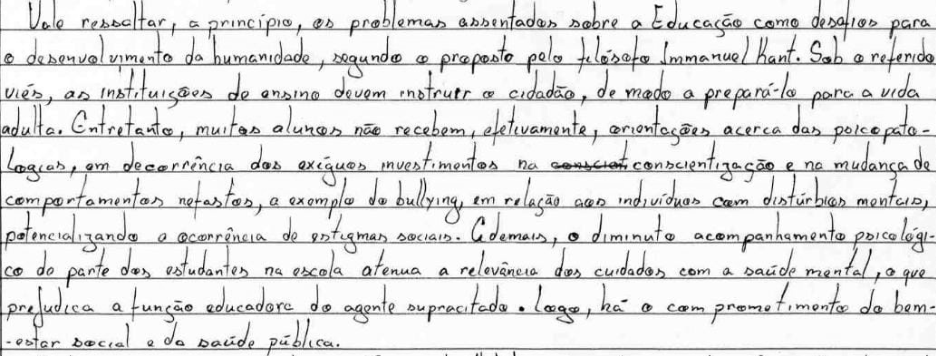 Vale ressaltar, a princípio, os problemas assentados sobre a Educação como desafios para
o desenvolvimento da humanidade, segundo o proposto pelo filósofo Immanuel Kant. Sob o referido
viés, as instituições de ensino devem instruir o cidadão, de modo a prepará-lo para a vida
adulta. Entretanto, muitos alunos não recebem, efetivamente, orientações acerca das psicopato-
logias, em decorrência dos exíguos investimentos na conscient conscientização e na mudança de
comportamentos nefastos, a exemplo do bullying, em relação aos indivíduos com distúrbios mentais,
potencializando a ocorrência de estigmas sociais. Ademais, o diminuto acompanhamento psicológi-
co da parte dos estudantes na escola atenua a relevância dos cuidados com a saúde mental, o que
prejudica a função educadora do agente supracitado. Logo, há o comprometimento do bem-
-estar social e da saúde pública.